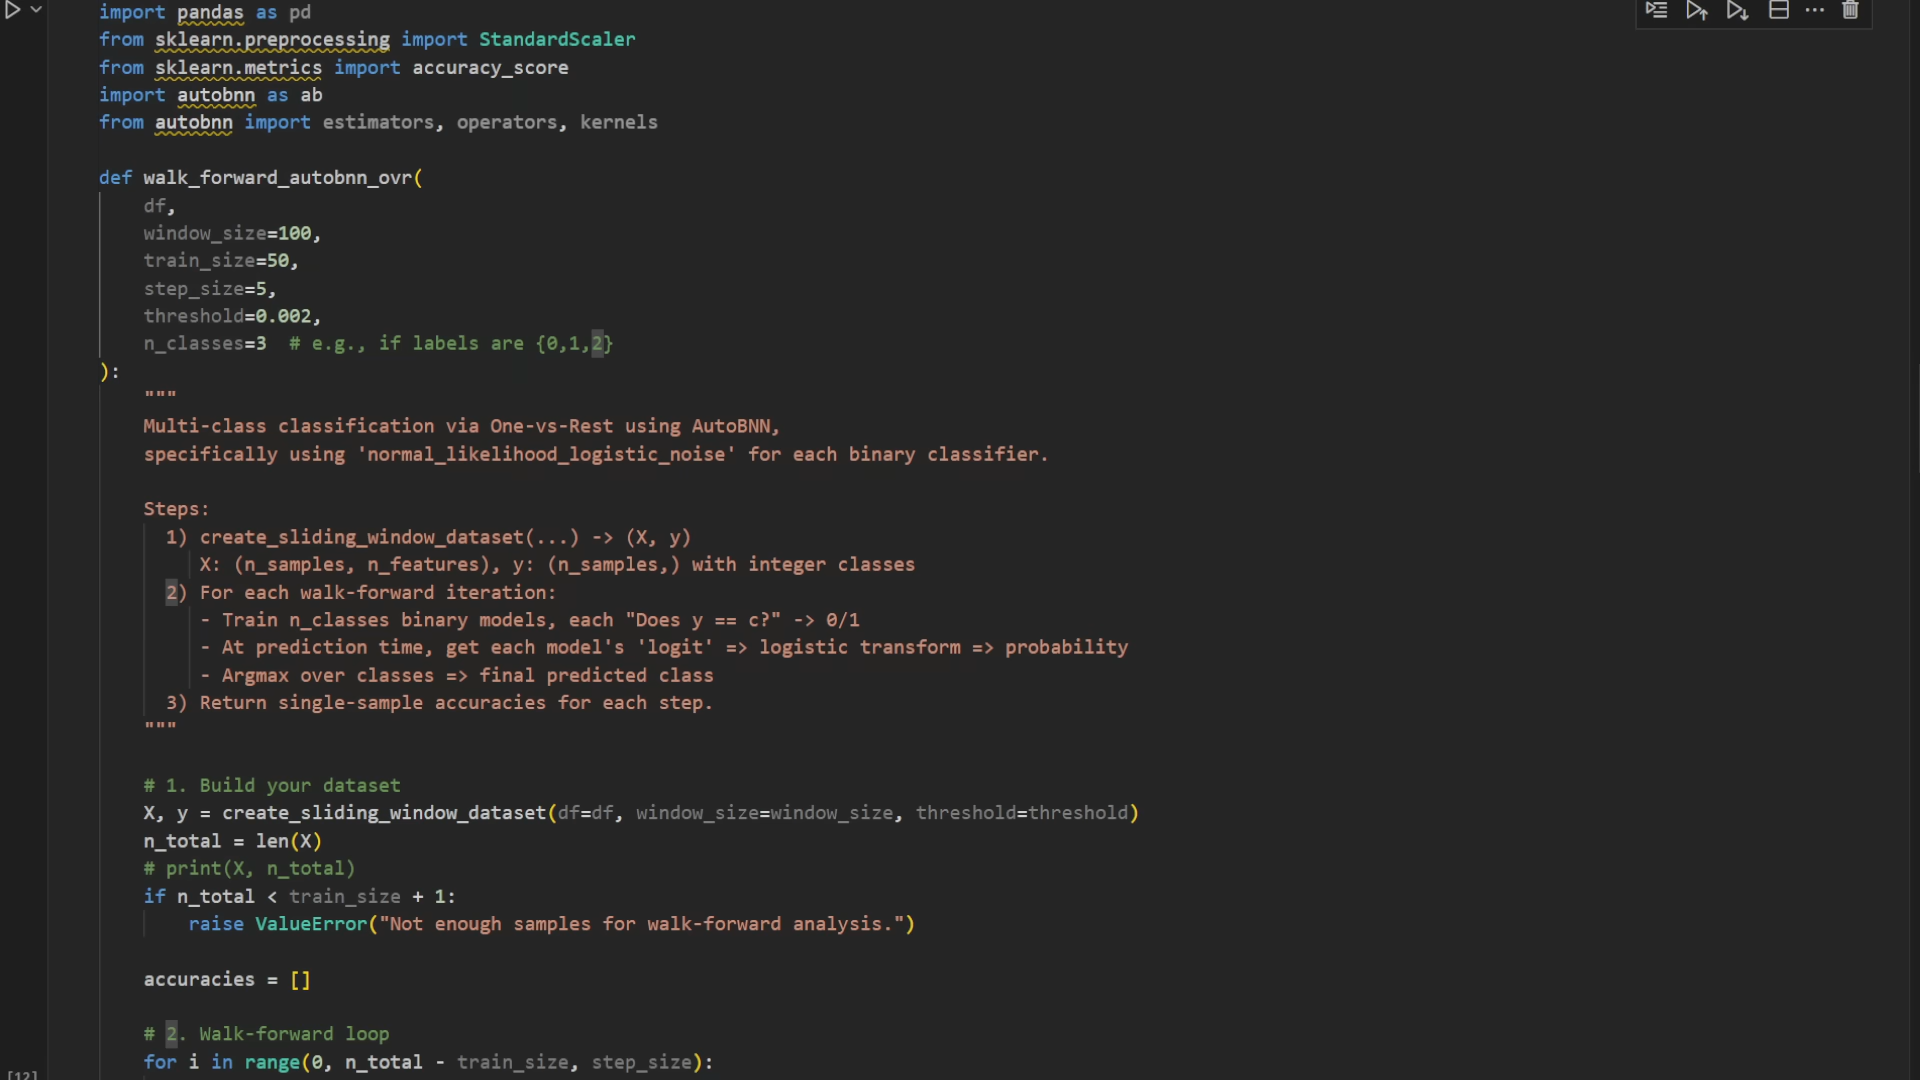 import pandas as pd
from sklearn.preprocessing import StandardScaler
from sklearn.metrics import accuracy_score
import autobnn as ab
from autobnn import estimators, operators, kernels

def walk_forward_autobnn_ovr(
    df,
    window_size=100,
    train_size=50,
    step_size=5,
    threshold=0.002,
    n_classes=3  # e.g., if labels are {0,1,2}
):
    """
    Multi-class classification via One-vs-Rest using AutoBNN,
    specifically using 'normal_likelihood_logistic_noise' for each binary classifier.

    Steps:
      1) create_sliding_window_dataset(...) -> (X, y)
         X: (n_samples, n_features), y: (n_samples,) with integer classes
      2) For each walk-forward iteration:
         - Train n_classes binary models, each "Does y == c?" -> 0/1
         - At prediction time, get each model's 'logit' => logistic transform => probability
         - Argmax over classes => final predicted class
      3) Return single-sample accuracies for each step.
    """

    # 1. Build your dataset
    X, y = create_sliding_window_dataset(df=df, window_size=window_size, threshold=threshold)
    n_total = len(X)
    # print(X, n_total)
    if n_total < train_size + 1:
        raise ValueError("Not enough samples for walk-forward analysis.")

    accuracies = []

    # 2. Walk-forward loop
    for i in range(0, n_total - train_size, step_size):
[12]